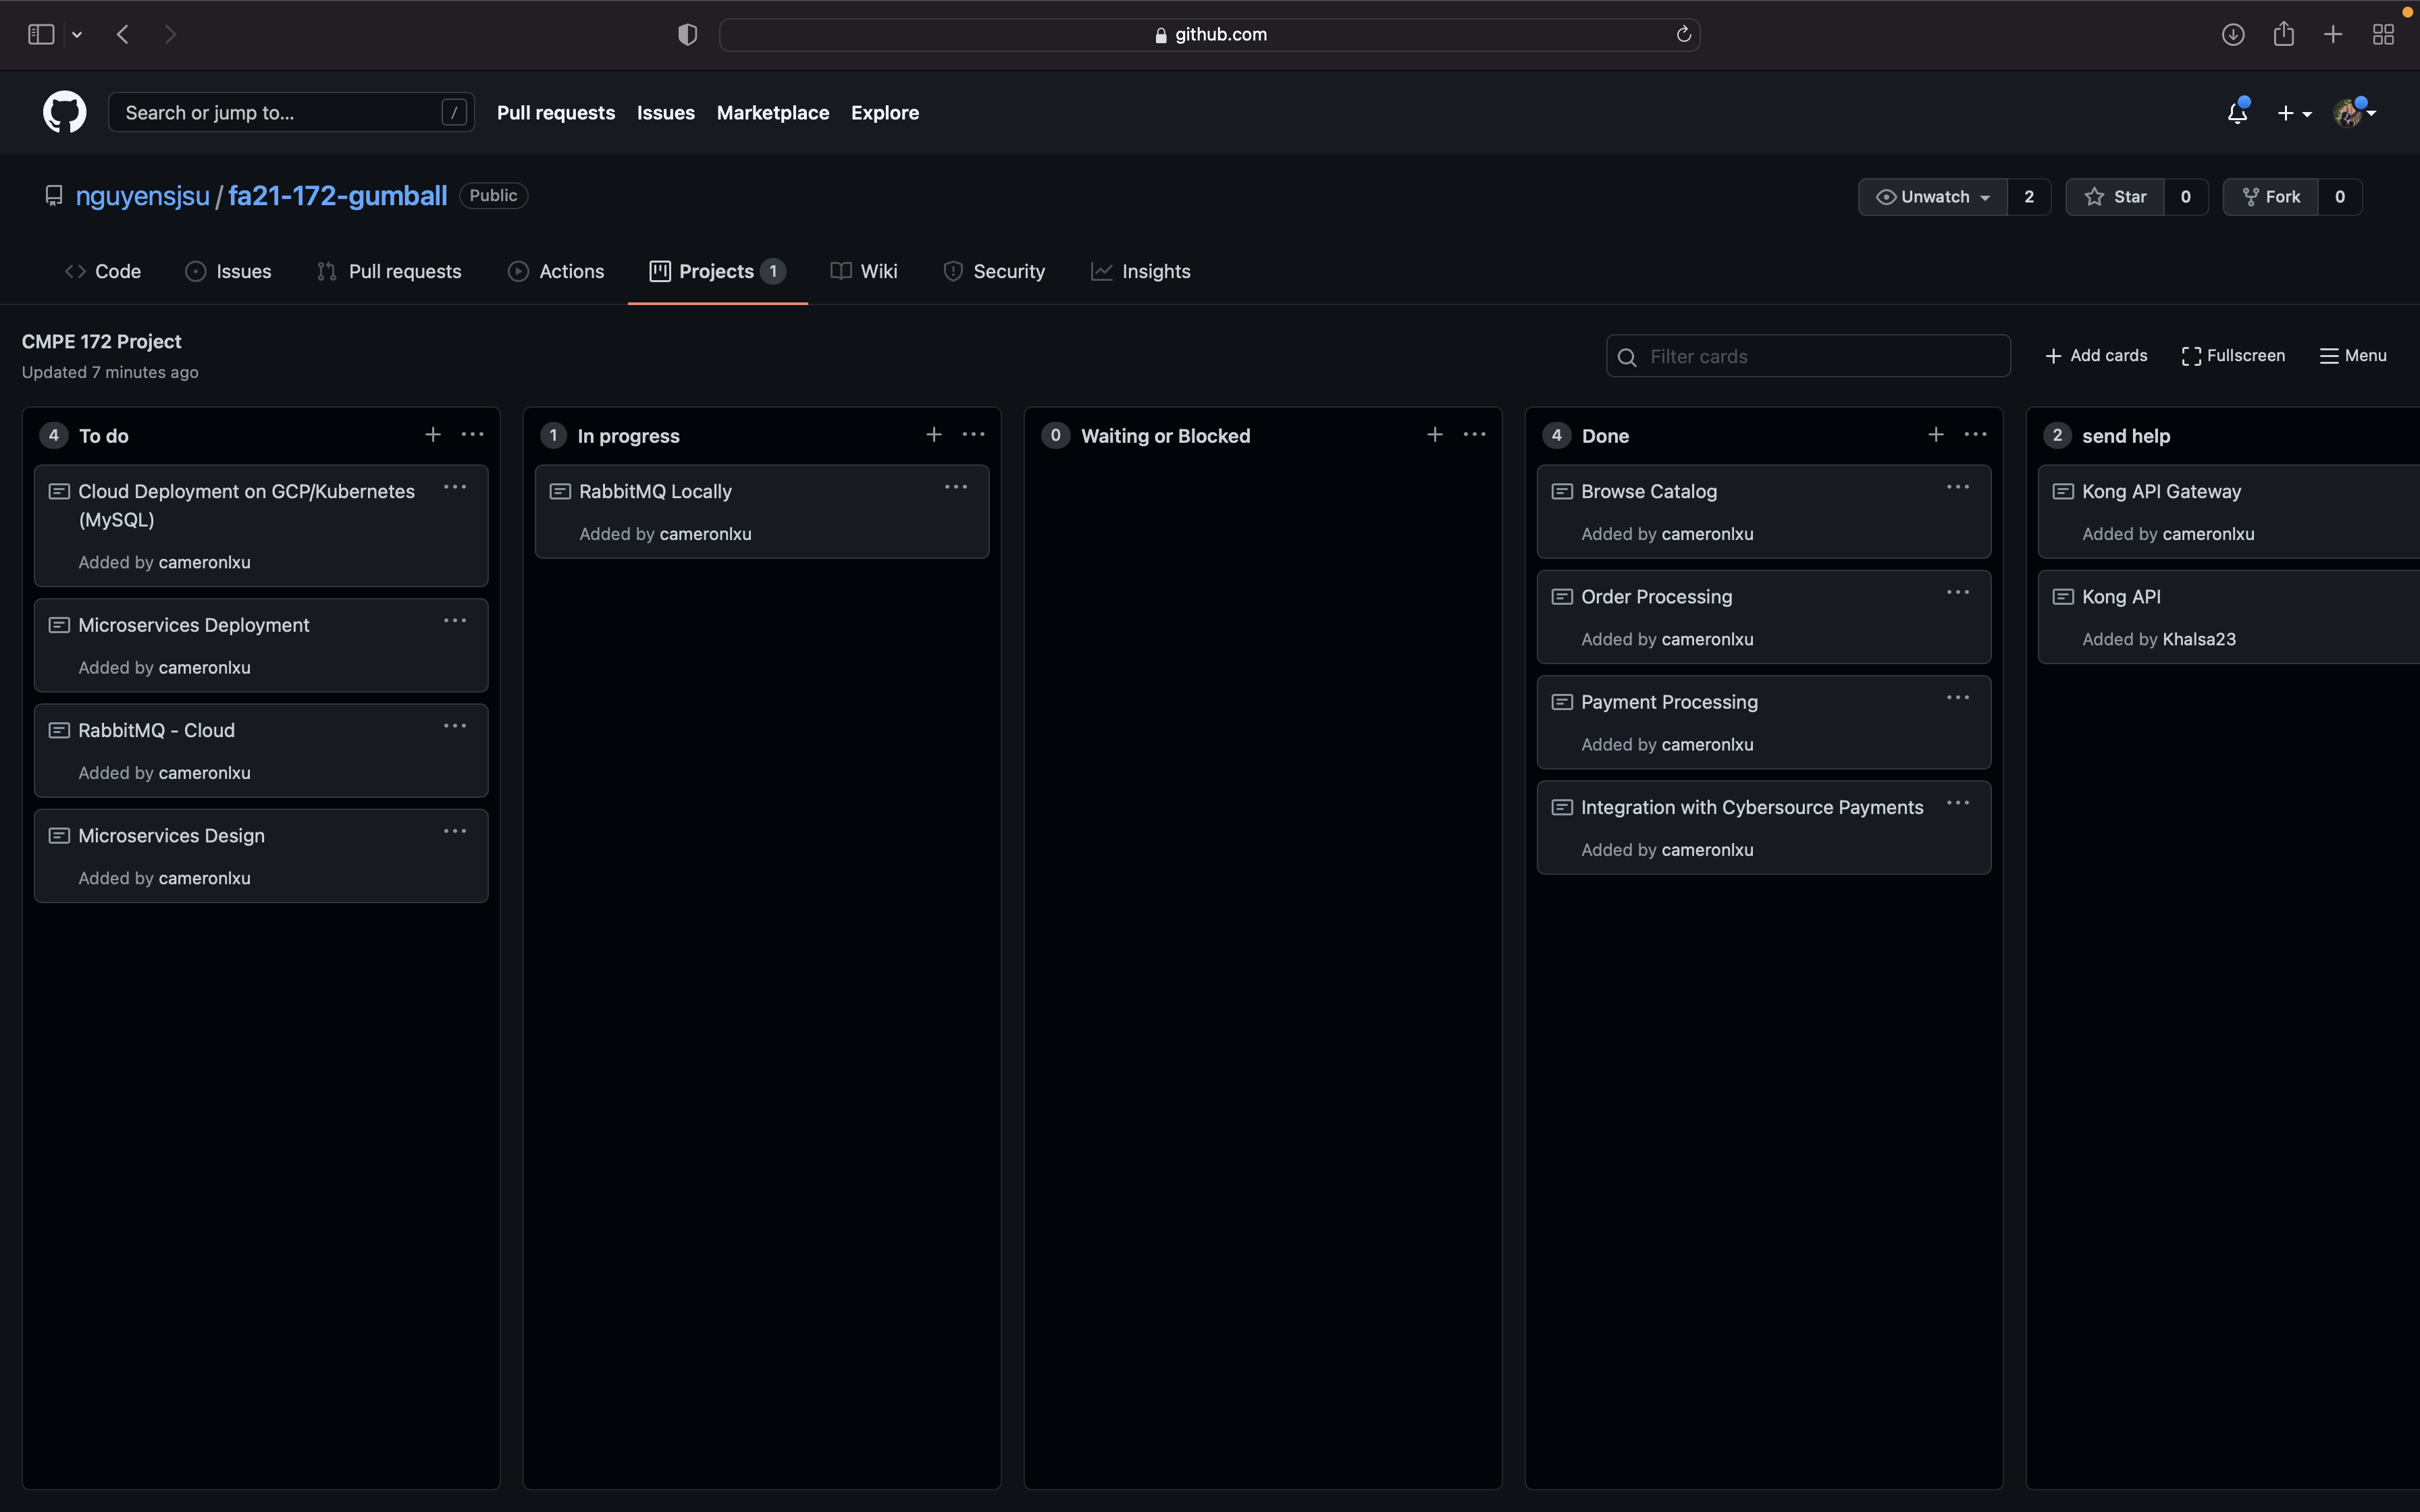 github.com
Search or jump to... /
Pull requests Issues Marketplace Explore
nguyensjsu / fa21-172-gumball Public
Unwatch 2 Star 0 Fork 0
Code Issues Pull requests Actions Projects 1 Wiki Security Insights
CMPE 172 Project
Updated 7 minutes ago
Filter cards
Add cards Fullscreen Menu
4 To do
Cloud Deployment on GCP/Kubernetes
(MySQL)
Added by cameronlxu
Microservices Deployment
Added by cameronlxu
RabbitMQ - Cloud
Added by cameronlxu
Microservices Design
Added by cameronlxu
1 In progress
RabbitMQ Locally
Added by cameronlxu
0 Waiting or Blocked
4 Done
Browse Catalog
Added by cameronlxu
Order Processing
Added by cameronlxu
Payment Processing
Added by cameronlxu
Integration with Cybersource Payments
Added by cameronlxu
2 send help
Kong API Gateway
Added by cameronlxu
Kong API
Added by Khalsa23